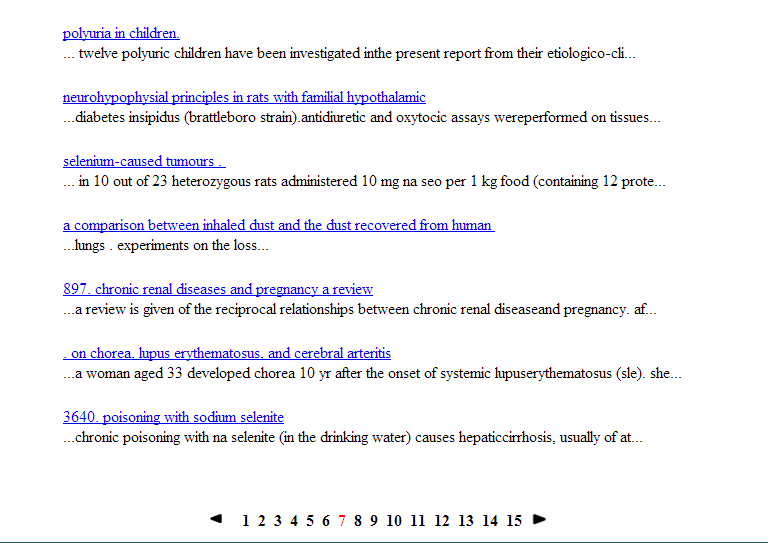 polyuria in children.
... twelve polyuric children have been investigated inthe present report from their etiologico-cli...
neurohypophysial principles in rats with familial hypothalamic
...diabetes insipidus (brattleboro strain).antidiuretic and oxytocic assays wereperformed on tissues...
selenium-caused tumours .
... in 10 out of 23 heterozygous rats administered 10 mg na seo per 1 kg food (containing 12 prote...
a comparison between inhaled dust and the dust recovered from human
...lungs . experiments on the loss...
897. chronic renal diseases and pregnancy a review
...a review is given of the reciprocal relationships between chronic renal diseaseand pregnancy. af...
. on chorea, lupus erythematosus, and cerebral arteritis
...a woman aged 33 developed chorea 10 yr after the onset of systemic lupuserythematosus (sle). she...
3640. poisoning with sodium selenite
...chronic poisoning with na selenite (in the drinking water) causes hepaticcirrhosis, usually of at...
1 2 3 4 5 6 7 8 9 10 11 12 13 14 15